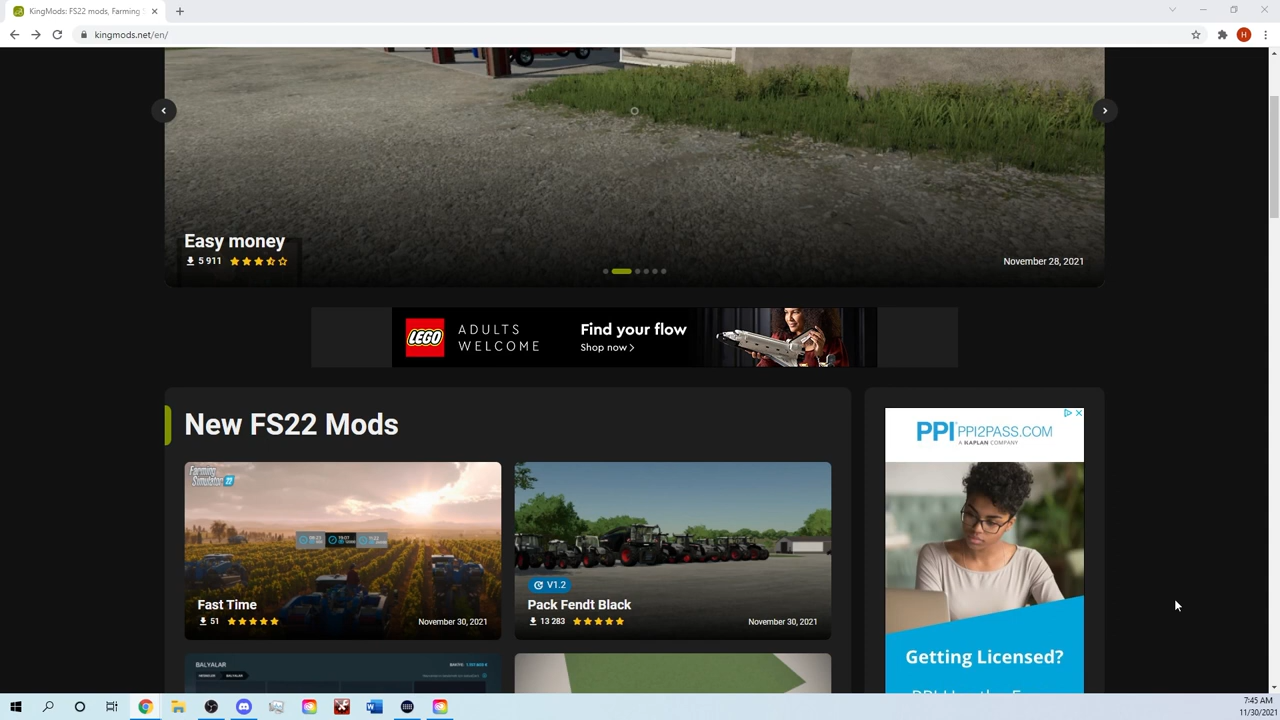 KingMods: FS22 mods, Farming
kingmods.net/en/
H
Easy money
5 911
November 28, 2021
LEGO
ADULTS
WELCOME
Find your flow
Shop now >
New FS22 Mods
Farming
Simulator 22
Fast Time
51
November 30, 2021
V1.2
Pack Fendt Black
13 283
November 30, 2021
PPI PPI2PASS.COM
A KAPLAN COMPANY
Getting Licensed?
BALYALAR
BALYALAR
7:45 AM
11/30/2021